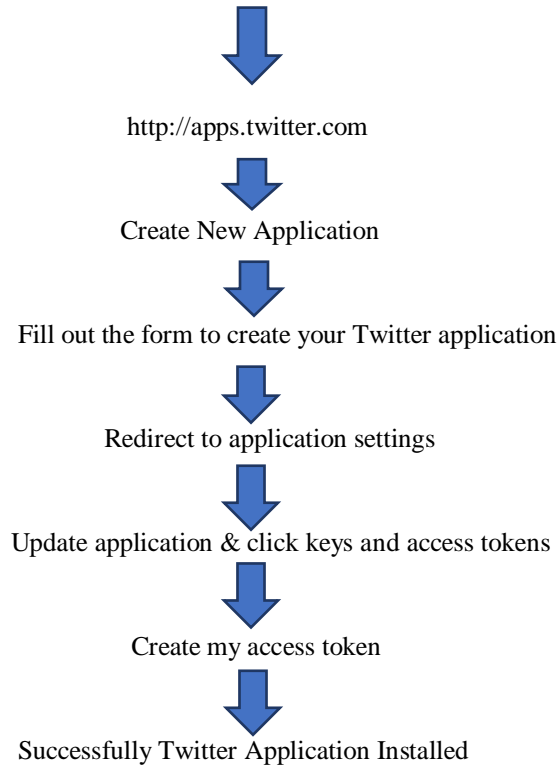 http://apps.twitter.com
Create New Application
Fill out the form to create your Twitter application
Redirect to application settings
Update application & click keys and access tokens
Create my access token
Successfully Twitter Application Installed